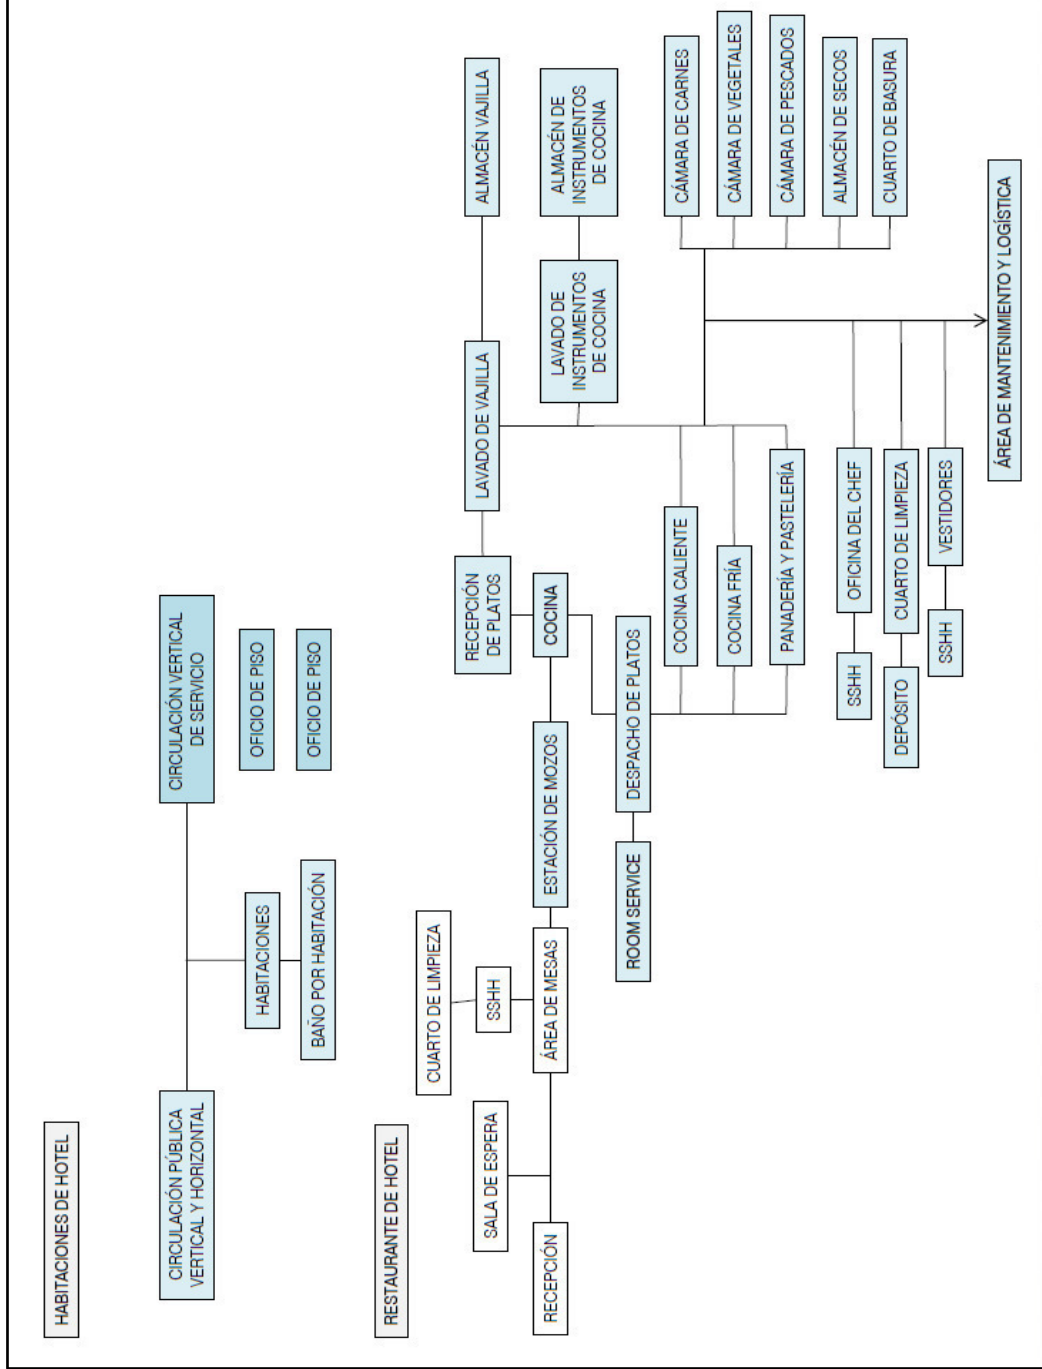 HABITACIONES DE HOTEL
CIRCULACIÓN PÚBLICA
VERTICAL Y HORIZONTAL
CIRCULACIÓN VERTICAL
DE SERVICIO
HABITACIONES
OFICIO DE PISO
BAÑO POR HABITACIÓN
OFICIO DE PISO
RESTAURANTE DE HOTEL
CUARTO DE LIMPIEZA
SALA DE ESPERA
SSHH
RECEPCIÓN
DE PLATOS
LAVADO DE VAJILLA
ALMACÉN VAJILLA
RECEPCIÓN
ÁREA DE MESAS
ESTACIÓN DE MOZOS
COCINA
LAVADO DE
INSTRUMENTOS
DE COCINA
ALMACÉN DE
INSTRUMENTOS
DE COCINA
ROOM SERVICE
DESPACHO DE PLATOS
COCINA CALIENTE
CÁMARA DE CARNES
COCINA FRÍA
CÁMARA DE VEGETALES
PANADERÍA Y PASTELERÍA
CÁMARA DE PESCADOS
SSHH
OFICINA DEL CHEF
ALMACÉN DE SECOS
DEPÓSITO
CUARTO DE LIMPIEZA
CUARTO DE BASURA
SSHH
VESTIDORES
ÁREA DE MANTENIMIENTO Y LOGÍSTICA